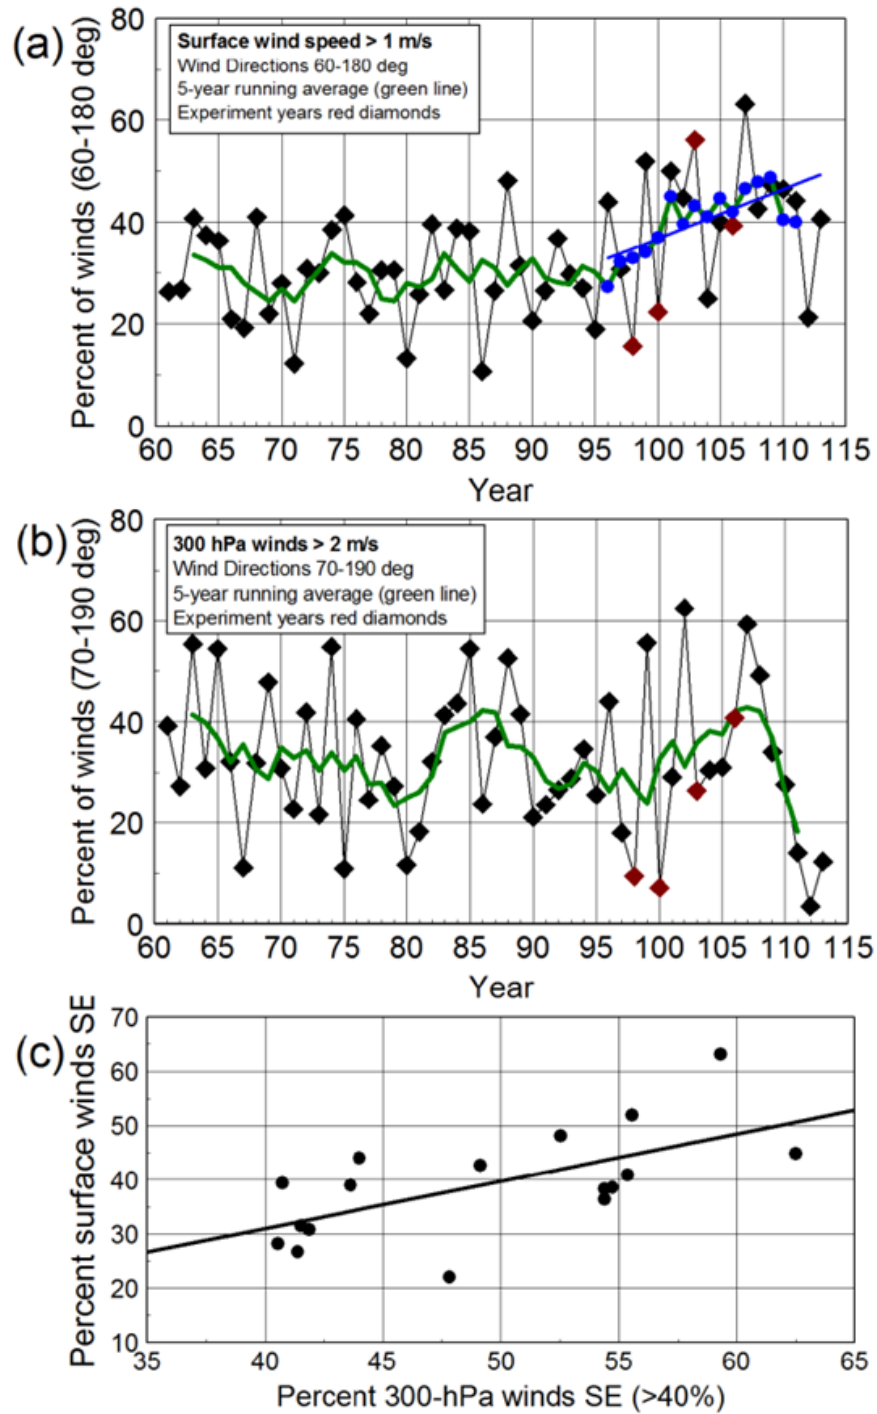 (a)
Percent of winds (60-180 deg)
80
60
40
20
0
Surface wind speed > 1 m/s
Wind Directions 60-180 deg
5-year running average (green line)
Experiment years red diamonds
60 65 70 75 80 85 90 95 100 105 110 115
Year
(b)
Percent of winds (70-190 deg)
80
60
40
20
0
300 hPa winds > 2 m/s
Wind Directions 70-190 deg
5-year running average (green line)
Experiment years red diamonds
60 65 70 75 80 85 90 95 100 105 110 115
Year
(c)
Percent surface winds SE
70
60
50
40
30
20
10
35 40 45 50 55 60 65
Percent 300-hPa winds SE (>40%)